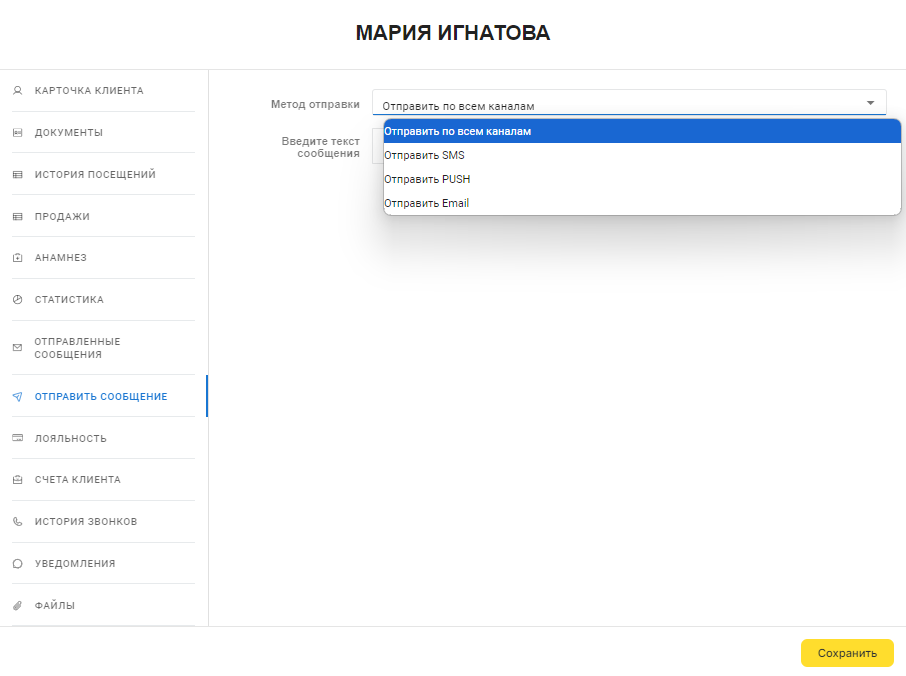 МАРИЯ ИГНАТОВА
КАРТОЧКА КЛИЕНТА
ДОКУМЕНТЫ
ИСТОРИЯ ПОСЕЩЕНИЙ
ПРОДАЖИ
АНАМНЕЗ
СТАТИСТИКА
ОТПРАВЛЕННЫЕ
СООБЩЕНИЯ
ОТПРАВИТЬ СООБЩЕНИЕ
ЛОЯЛЬНОСТЬ
СЧЕТА КЛИЕНТА
ИСТОРИЯ ЗВОНКОВ
УВЕДОМЛЕНИЯ
ФАЙЛЫ
Метод отправки
Отправить по всем каналам
Введите текст
сообщения
Отправить по всем каналам
Отправить SMS
Отправить PUSH
Отправить Email
Сохранить